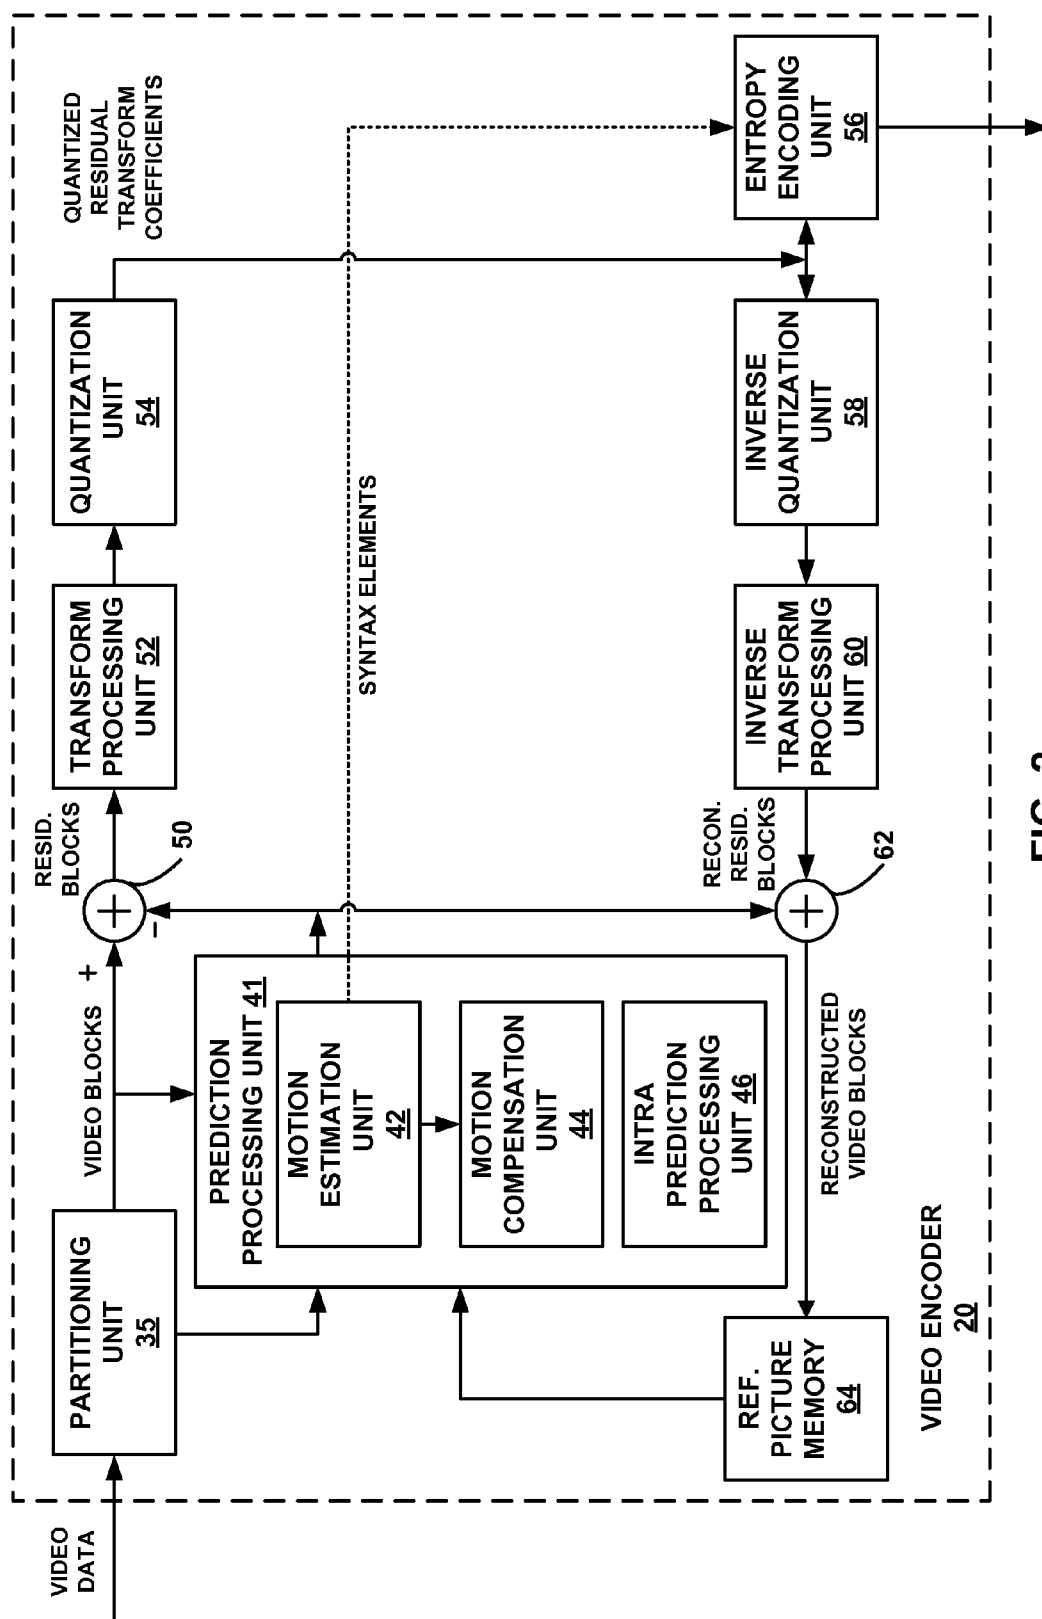 VIDEO
DATA
PARTITIONING
UNIT
35
VIDEO BLOCKS
+
-
50
RESID.
BLOCKS
TRANSFORM
PROCESSING
UNIT 52
QUANTIZATION
UNIT
54
QUANTIZED
RESIDUAL
TRANSFORM
COEFFICIENTS
PREDICTION
PROCESSING UNIT 41
MOTION
ESTIMATION
UNIT
42
MOTION
COMPENSATION
UNIT
44
INTRA
PREDICTION
PROCESSING
UNIT 46
SYNTAX ELEMENTS
REF.
PICTURE
MEMORY
64
RECONSTRUCTED
VIDEO BLOCKS
62
RECON.
RESID.
BLOCKS
INVERSE
TRANSFORM
PROCESSING
UNIT 60
INVERSE
QUANTIZATION
UNIT
58
ENTROPY
ENCODING
UNIT
56
VIDEO ENCODER
20